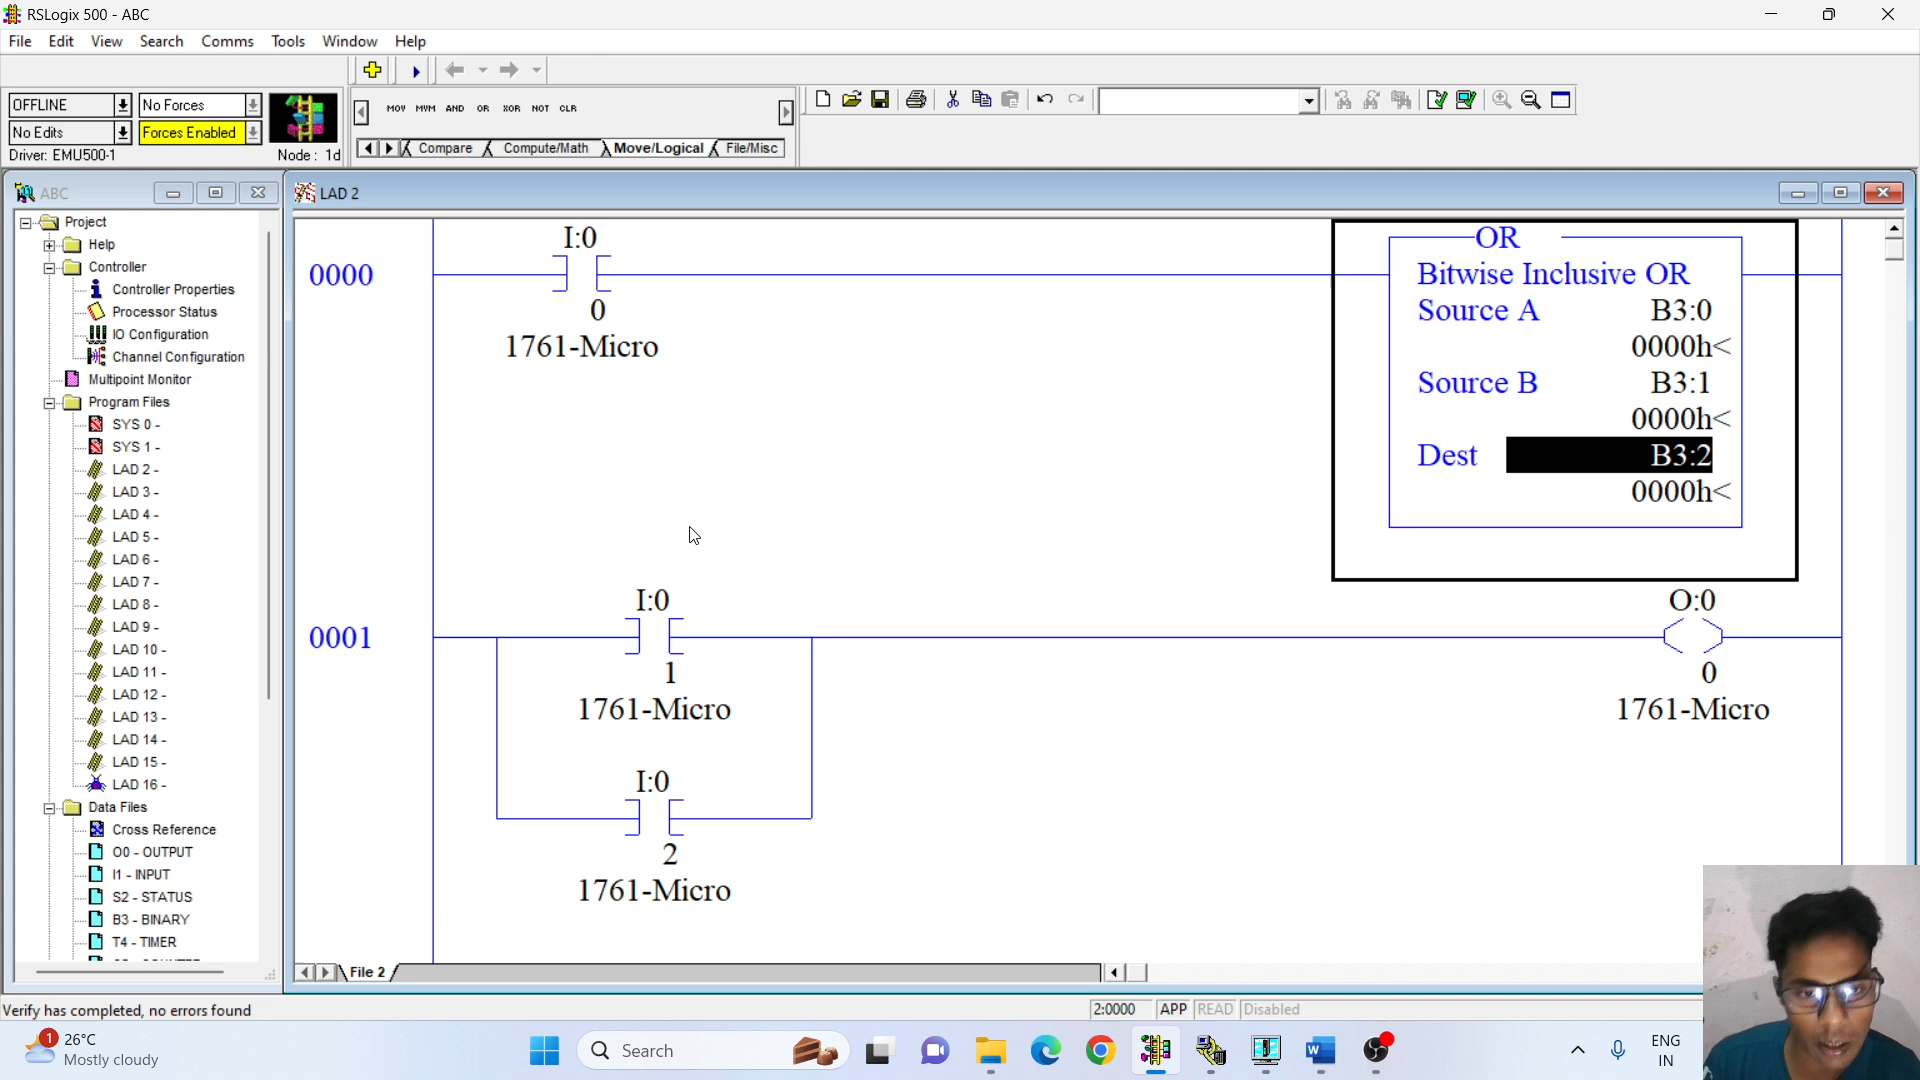 RSLogix 500 - ABC
File Edit View Search Comms Tools Window Help
OFFLINE No Forces
No Edits Forces Enabled
Driver: EMU500-1 Node : 1d
MOV MVM AND OR XOR NOT CLR
Compare Compute/Math Move/Logical File/Misc
ABC
Project
Help
Controller
Controller Properties
Processor Status
IO Configuration
Channel Configuration
Multipoint Monitor
Program Files
SYS 0 -
SYS 1 -
LAD 2 -
LAD 3 -
LAD 4 -
LAD 5 -
LAD 6 -
LAD 7 -
LAD 8 -
LAD 9 -
LAD 10 -
LAD 11 -
LAD 12 -
LAD 13 -
LAD 14 -
LAD 15 -
LAD 16 -
Data Files
Cross Reference
O0 - OUTPUT
I1 - INPUT
S2 - STATUS
B3 - BINARY
T4 - TIMER
LAD 2
0000
I:0
0
1761-Micro
OR
Bitwise Inclusive OR
Source A B3:0
0000h<
Source B B3:1
0000h<
Dest B3:2
0000h<
0001
I:0
1
1761-Micro
O:0
0
1761-Micro
I:0
2
1761-Micro
File 2
Verify has completed, no errors found
2:0000 APP READ Disabled
1
26°C
Mostly cloudy
Search
W
ENG
IN